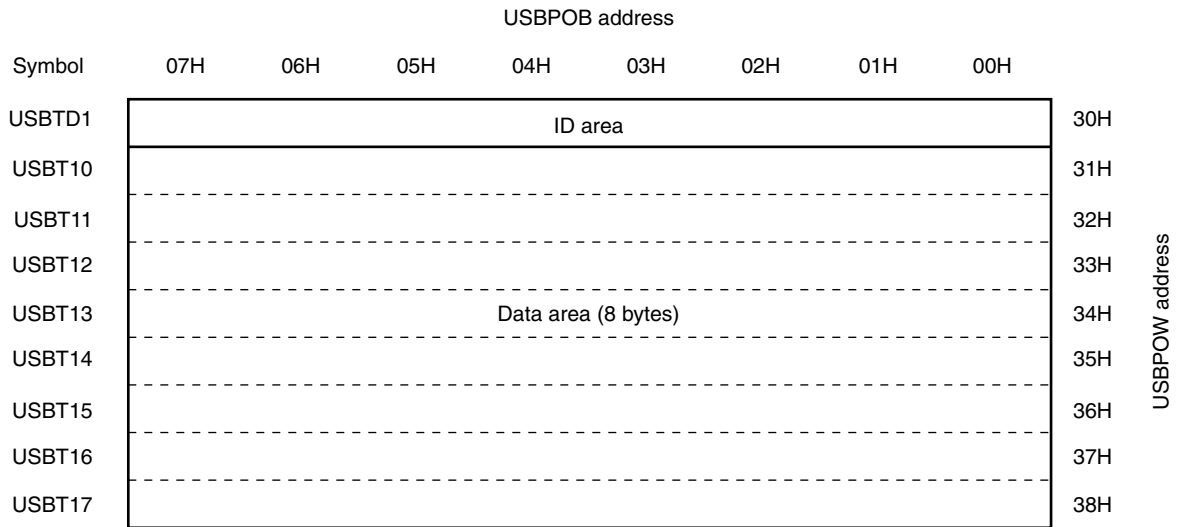 USBPOB address
Symbol 07H 06H 05H 04H 03H 02H 01H 00H
USBTD1 ID area 30H
USBT10 31H
USBT11 32H
USBT12 33H
USBT13 Data area (8 bytes) 34H
USBT14 35H
USBT15 36H
USBT16 37H
USBT17 38H
USBPOW address